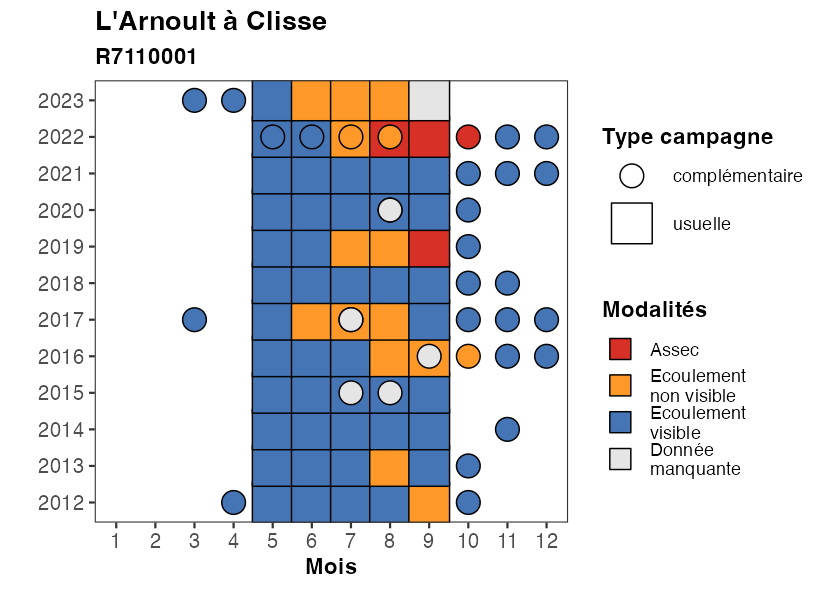 L'Arnoult à Clisse
R7110001
2023
2022
2021
2020
2019
2018
2017
2016
2015
2014
2013
2012
1 2 3 4 5 6 7 8 9 10 11 12
Mois
Type campagne
complémentaire
usuelle
Modalités
Assec
Ecoulement
non visible
Ecoulement
visible
Donnée
manquante